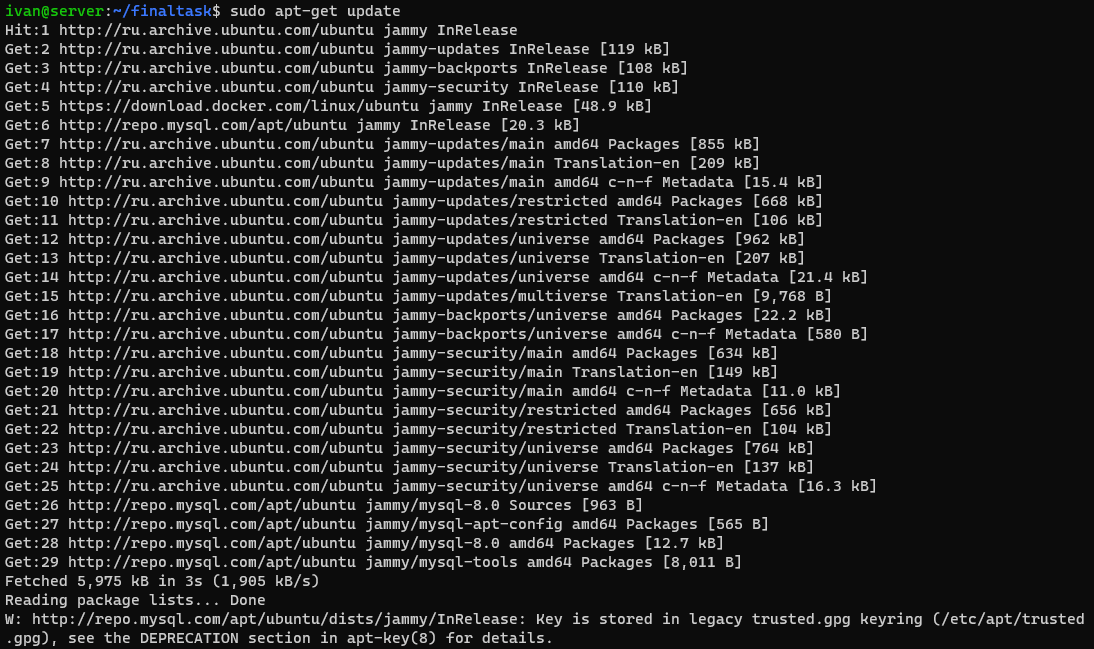 ivan@server:~/finaltask$ sudo apt-get update
Hit:1 http://ru.archive.ubuntu.com/ubuntu jammy InRelease
Get:2 http://ru.archive.ubuntu.com/ubuntu jammy-updates InRelease [119 kB]
Get:3 http://ru.archive.ubuntu.com/ubuntu jammy-backports InRelease [108 kB]
Get:4 http://ru.archive.ubuntu.com/ubuntu jammy-security InRelease [110 kB]
Get:5 https://download.docker.com/linux/ubuntu jammy InRelease [48.9 kB]
Get:6 http://repo.mysql.com/apt/ubuntu jammy InRelease [20.3 kB]
Get:7 http://ru.archive.ubuntu.com/ubuntu jammy-updates/main amd64 Packages [855 kB]
Get:8 http://ru.archive.ubuntu.com/ubuntu jammy-updates/main Translation-en [209 kB]
Get:9 http://ru.archive.ubuntu.com/ubuntu jammy-updates/main amd64 c-n-f Metadata [15.4 kB]
Get:10 http://ru.archive.ubuntu.com/ubuntu jammy-updates/restricted amd64 Packages [668 kB]
Get:11 http://ru.archive.ubuntu.com/ubuntu jammy-updates/restricted Translation-en [106 kB]
Get:12 http://ru.archive.ubuntu.com/ubuntu jammy-updates/universe amd64 Packages [962 kB]
Get:13 http://ru.archive.ubuntu.com/ubuntu jammy-updates/universe Translation-en [207 kB]
Get:14 http://ru.archive.ubuntu.com/ubuntu jammy-updates/universe amd64 c-n-f Metadata [21.4 kB]
Get:15 http://ru.archive.ubuntu.com/ubuntu jammy-updates/multiverse Translation-en [9,768 B]
Get:16 http://ru.archive.ubuntu.com/ubuntu jammy-backports/universe amd64 Packages [22.2 kB]
Get:17 http://ru.archive.ubuntu.com/ubuntu jammy-backports/universe amd64 c-n-f Metadata [580 B]
Get:18 http://ru.archive.ubuntu.com/ubuntu jammy-security/main amd64 Packages [634 kB]
Get:19 http://ru.archive.ubuntu.com/ubuntu jammy-security/main Translation-en [149 kB]
Get:20 http://ru.archive.ubuntu.com/ubuntu jammy-security/main amd64 c-n-f Metadata [11.0 kB]
Get:21 http://ru.archive.ubuntu.com/ubuntu jammy-security/restricted amd64 Packages [656 kB]
Get:22 http://ru.archive.ubuntu.com/ubuntu jammy-security/restricted Translation-en [104 kB]
Get:23 http://ru.archive.ubuntu.com/ubuntu jammy-security/universe amd64 Packages [764 kB]
Get:24 http://ru.archive.ubuntu.com/ubuntu jammy-security/universe Translation-en [137 kB]
Get:25 http://ru.archive.ubuntu.com/ubuntu jammy-security/universe amd64 c-n-f Metadata [16.3 kB]
Get:26 http://repo.mysql.com/apt/ubuntu jammy/mysql-8.0 Sources [963 B]
Get:27 http://repo.mysql.com/apt/ubuntu jammy/mysql-apt-config amd64 Packages [565 B]
Get:28 http://repo.mysql.com/apt/ubuntu jammy/mysql-8.0 amd64 Packages [12.7 kB]
Get:29 http://repo.mysql.com/apt/ubuntu jammy/mysql-tools amd64 Packages [8,011 B]
Fetched 5,975 kB in 3s (1,905 kB/s)
Reading package lists... Done
W: http://repo.mysql.com/apt/ubuntu/dists/jammy/InRelease: Key is stored in legacy trusted.gpg keyring (/etc/apt/trusted
.gpg), see the DEPRECATION section in apt-key(8) for details.